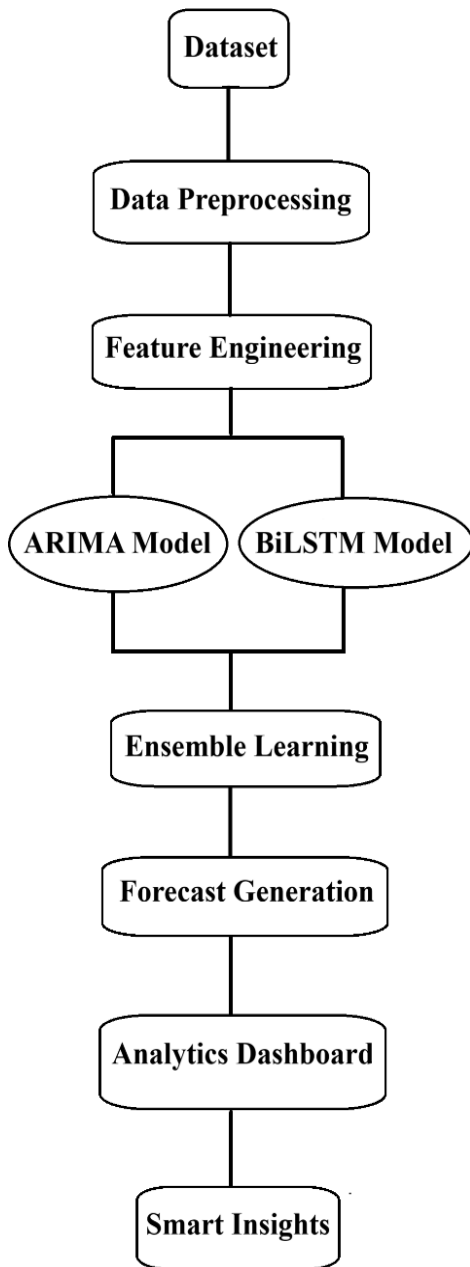 Dataset
Data Preprocessing
Feature Engineering
ARIMA Model
BiLSTM Model
Ensemble Learning
Forecast Generation
Analytics Dashboard
Smart Insights